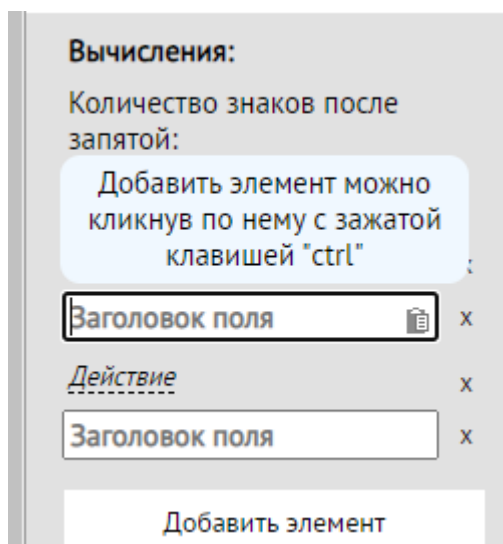 Вычисления:
Количество знаков после
запятой:
Добавить элемент можно
кликнув по нему с зажатой
клавишей "ctrl"
Заголовок поля x
Действие x
Заголовок поля x
Добавить элемент